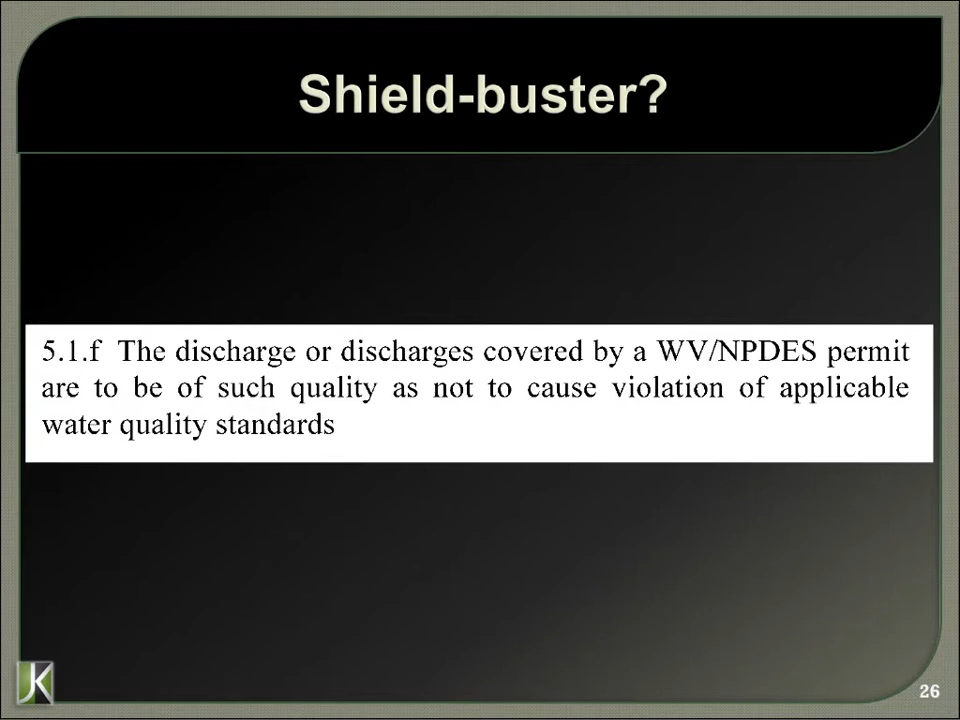 Shield-buster?
5.1.f The discharge or discharges covered by a WV/NPDES permit
are to be of such quality as not to cause violation of applicable
water quality standards
JK
26